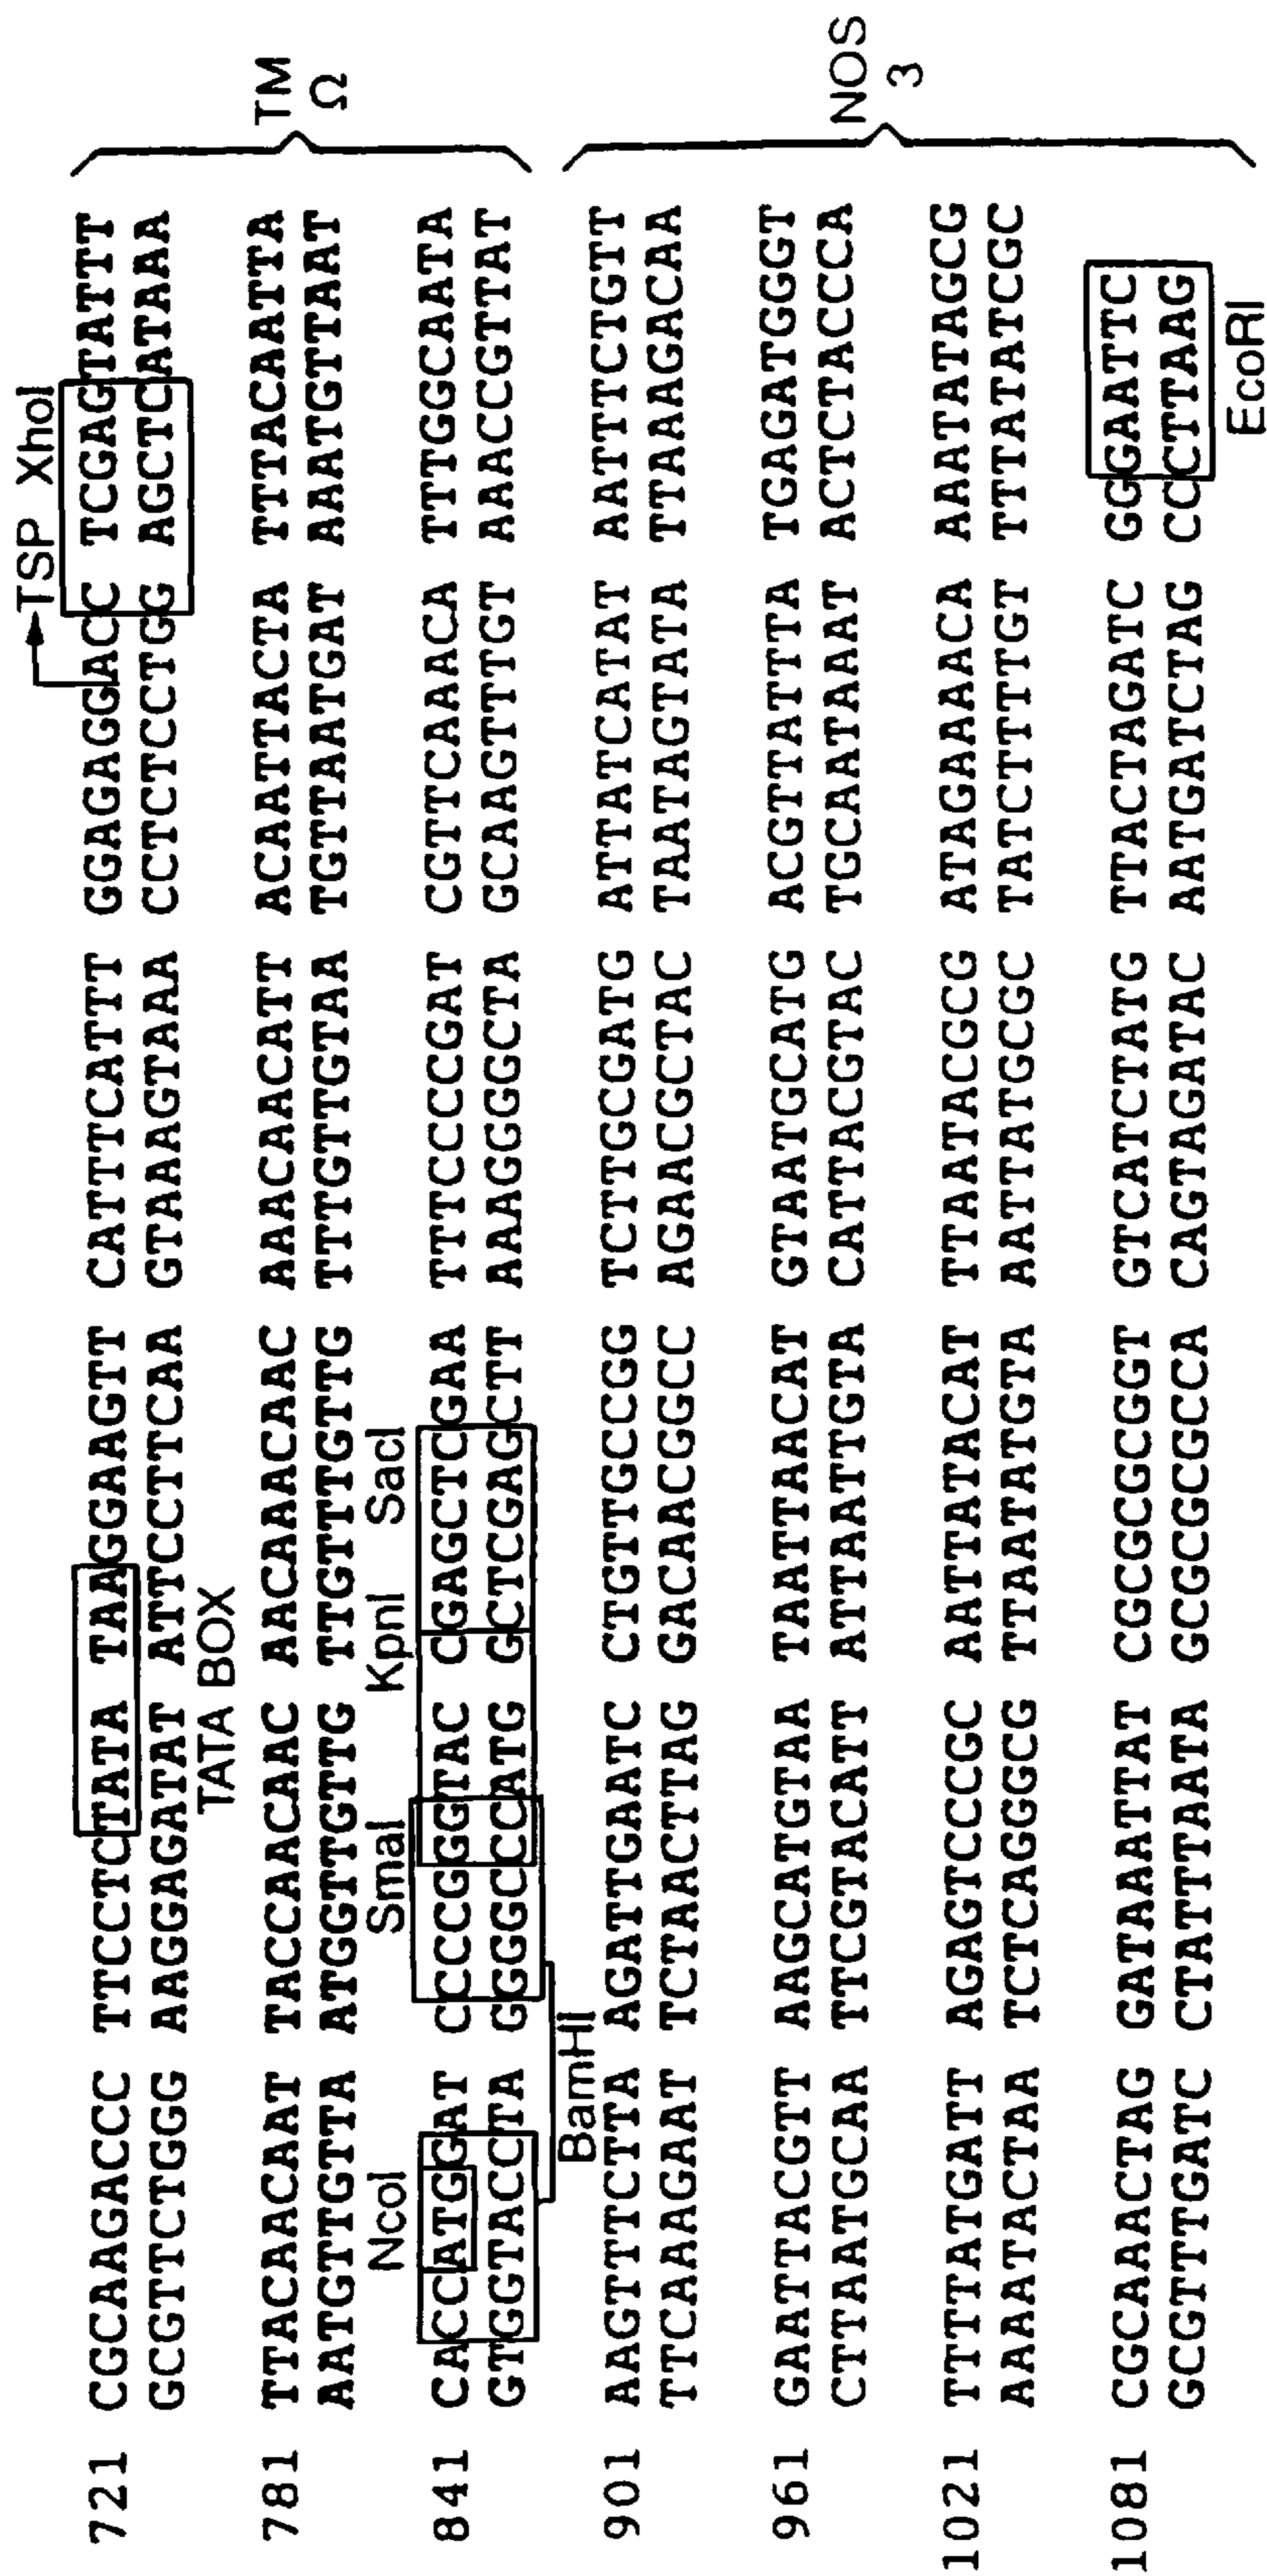 TSP XhoI
721 CGCAAGACCC TTCCTCTATA TAAGGAAGTT CATTTCATTT GGAGAGGACC TCGAGTATTT
GCGTTCTGGG AAGGAGATAT ATTCCTTCAA GTAAAGTAAA CCTCTCCTGG AGCTCATAAA
TATA BOX
781 TTACAACAAT TACCAACAAC AACAAACAAC AAACAACATT ACAATTACTA TTTACAATTA
AATGTTGTTA ATGGTTGTTG TTGTTTGTTG TTTGTTGTAA TGTTAATGAT AAATGTTAAT
TM
Ω
NcoI SmaI KpnI SacI
841 CACCATGGAT CCCCGGGTAC CGAGCTCGAA TTTCCCCGAT CGTTCAAACA TTTGGCAATA
GTGGTACCTA GGGGCCCATG GCTCGAGCTT AAAGGGGCTA GCAAGTTTGT AAACCGTTAT
BamHI
901 AAGTTTCTTA AGATTGAATC CTGTTGCCGG TCTTGCGATG ATTATCATAT AATTTCTGTT
TTCAAAGAAT TCTAACTTAG GACAACGGCC AGAACGCTAC TAATAGTATA TTAAAGACAA
961 GAATTACGTT AAGCATGTAA TAATTAACAT GTAATGCATG ACGTTATTTA TGAGATGGGT
CTTAATGCAA TTCGTACATT ATTAATTGTA CATTACGTAC TGCAATAAAT ACTCTACCCA
NOS
3
1021 TTTTATGATT AGAGTCCCGC AATTATACAT TTAATACGCG ATAGAAAACA AAATATAGCG
AAAATACTAA TCTCAGGGCG TTAATATGTA AATTATGCGC TATCTTTTGT TTTATATCGC
1081 CGCAAACTAG GATAAATTAT CGCGCGCGGT GTCATCTATG TTACTAGATC GGGAATTC
GCGTTTGATC CTATTTAATA GCGCGCGCCA CAGTAGATAC AATGATCTAG CCCTTAAG
EcoRI